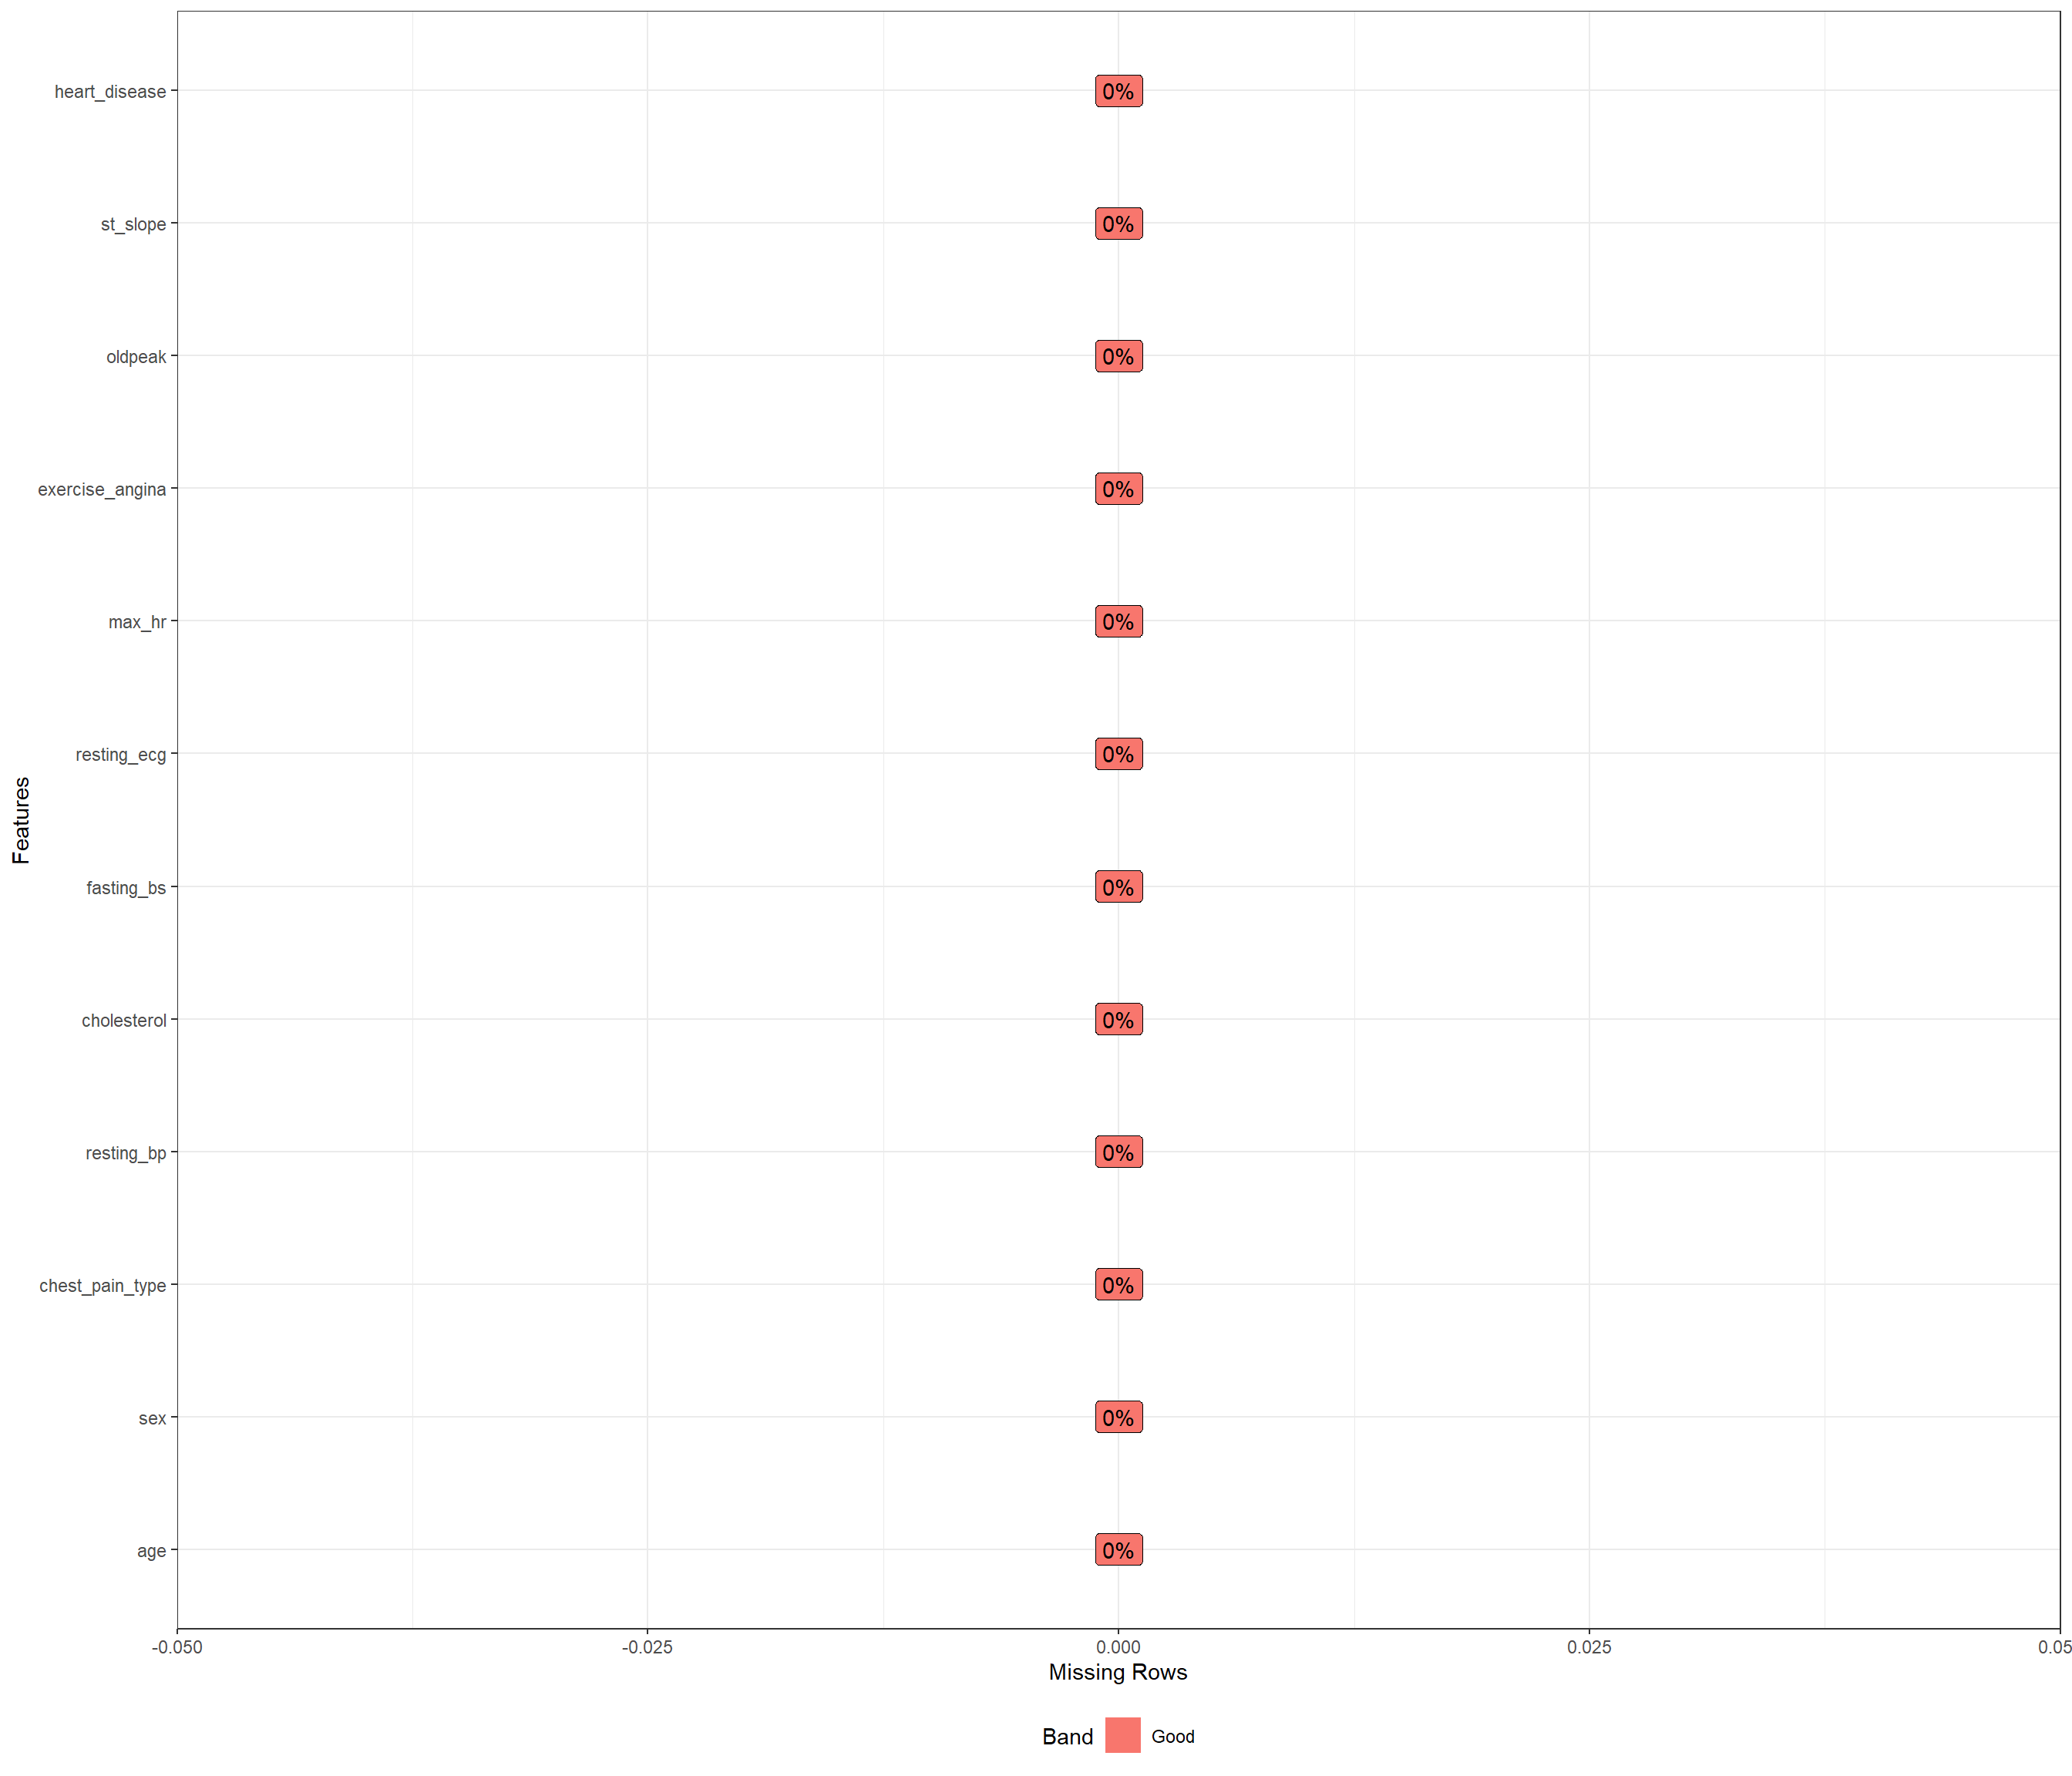 heart_disease 0%
st_slope 0%
oldpeak 0%
exercise_angina 0%
max_hr 0%
resting_ecg 0%
Features
fasting_bs 0%
cholesterol 0%
resting_bp 0%
chest_pain_type 0%
sex 0%
age 0%
-0.050 -0.025 0.000 0.025 0.05
Missing Rows
Band Good